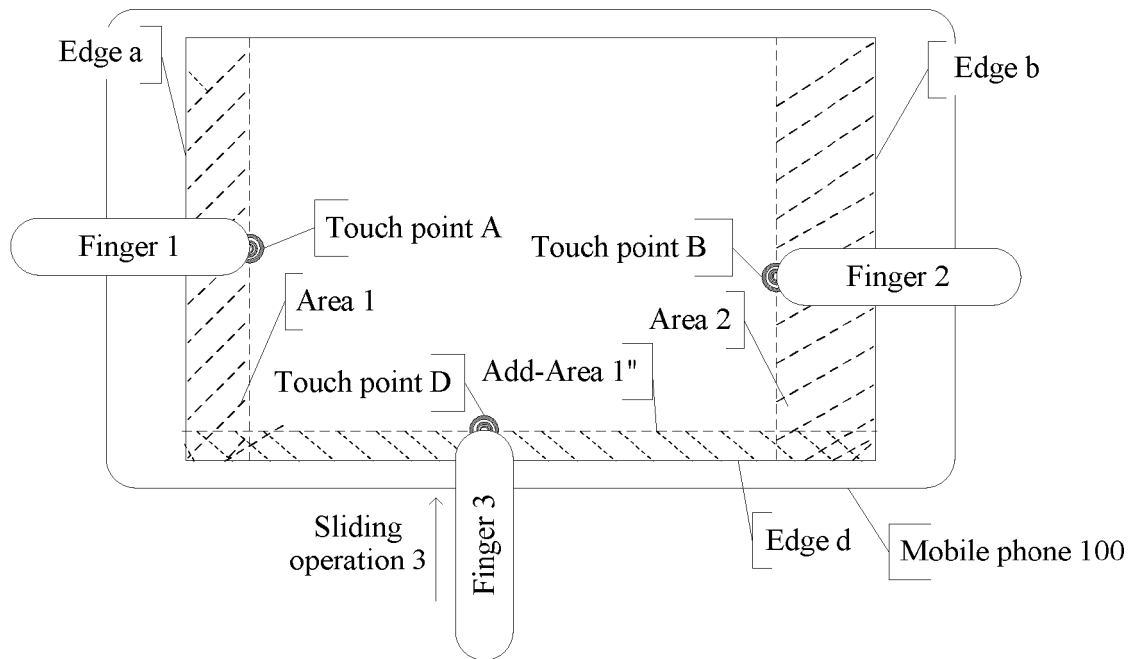 Edge a
Edge b
Touch point A
Touch point B
Finger 1
Finger 2
Area 1
Area 2
Touch point D
Add-Area 1"
Sliding
operation 3
Finger 3
Edge d
Mobile phone 100